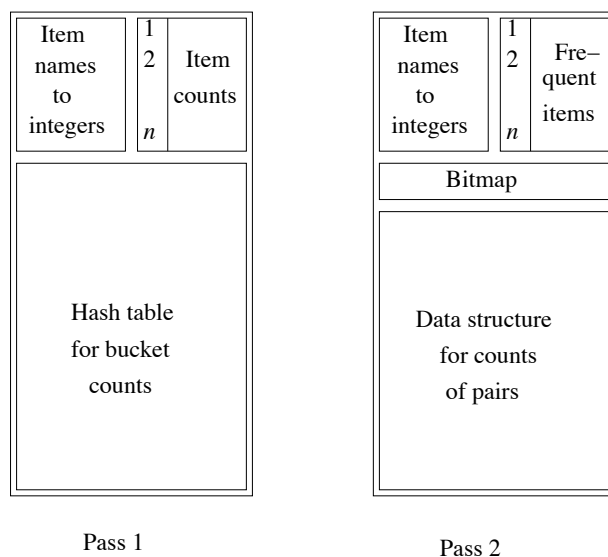 Item
names
to
integers
1
2
n
Item
counts
Hash table
for bucket
counts
Pass 1
Item
names
to
integers
1
2
n
Fre–
quent
items
Bitmap
Data structure
for counts
of pairs
Pass 2